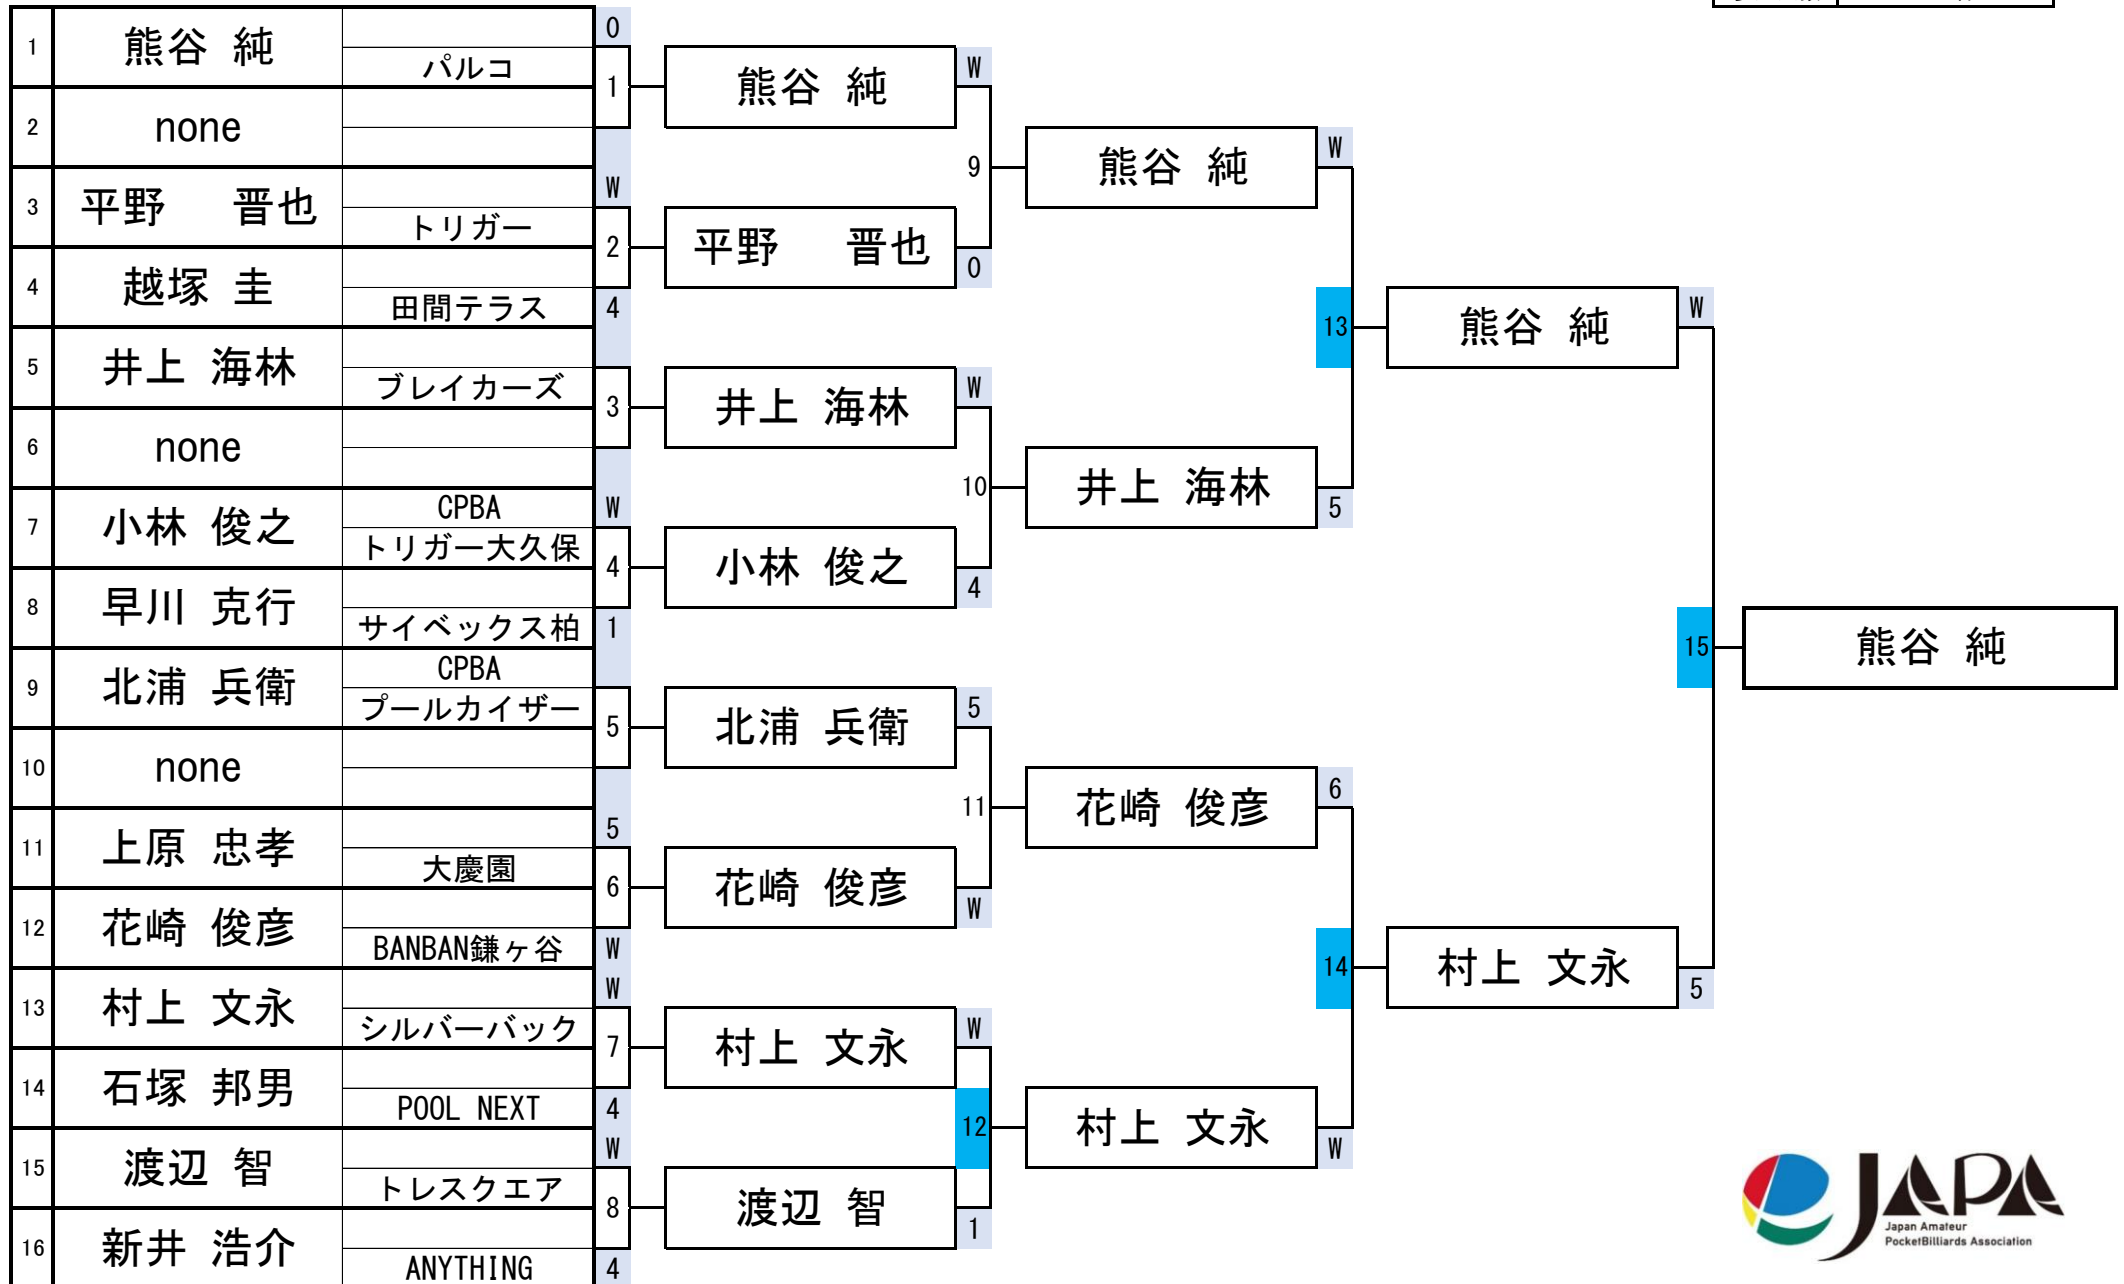 1 熊谷 純 パルコ 0
2 none
1 熊谷 純 W
3 平野 晋也 トリガー W
4 越塚 圭 田間テラス 4
2 平野 晋也 0
9 熊谷 純 W
5 井上 海林 ブレイカーズ
6 none
3 井上 海林 W
7 小林 俊之 CPBA トリガー大久保 W
8 早川 克行 サイベックス柏 1
4 小林 俊之 4
10 井上 海林 5
13 熊谷 純 W
9 北浦 兵衛 CPBA プールカイザー
10 none
5 北浦 兵衛 5
11 上原 忠孝 大慶園 5
12 花崎 俊彦 BANBAN鎌ヶ谷 W
6 花崎 俊彦 W
11 花崎 俊彦 6
13 村上 文永 シルバーバック W
14 石塚 邦男 POOL NEXT 4
7 村上 文永 W
15 渡辺 智 トレスクエア W
16 新井 浩介 ANYTHING 4
8 渡辺 智 1
12 村上 文永 W
14 村上 文永 5
15 熊谷 純
JAPA
Japan Amateur
PocketBilliards Association